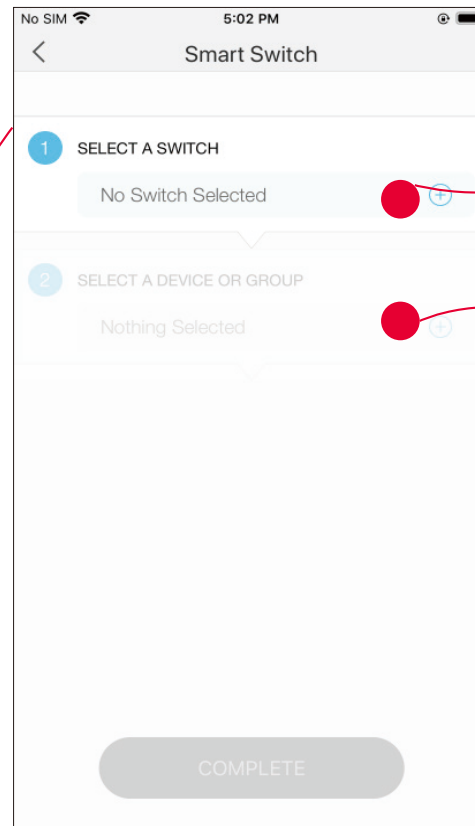 No SIM 5:02 PM
Smart Switch
1 SELECT A SWITCH
No Switch Selected
2 SELECT A DEVICE OR GROUP
Nothing Selected
COMPLETE